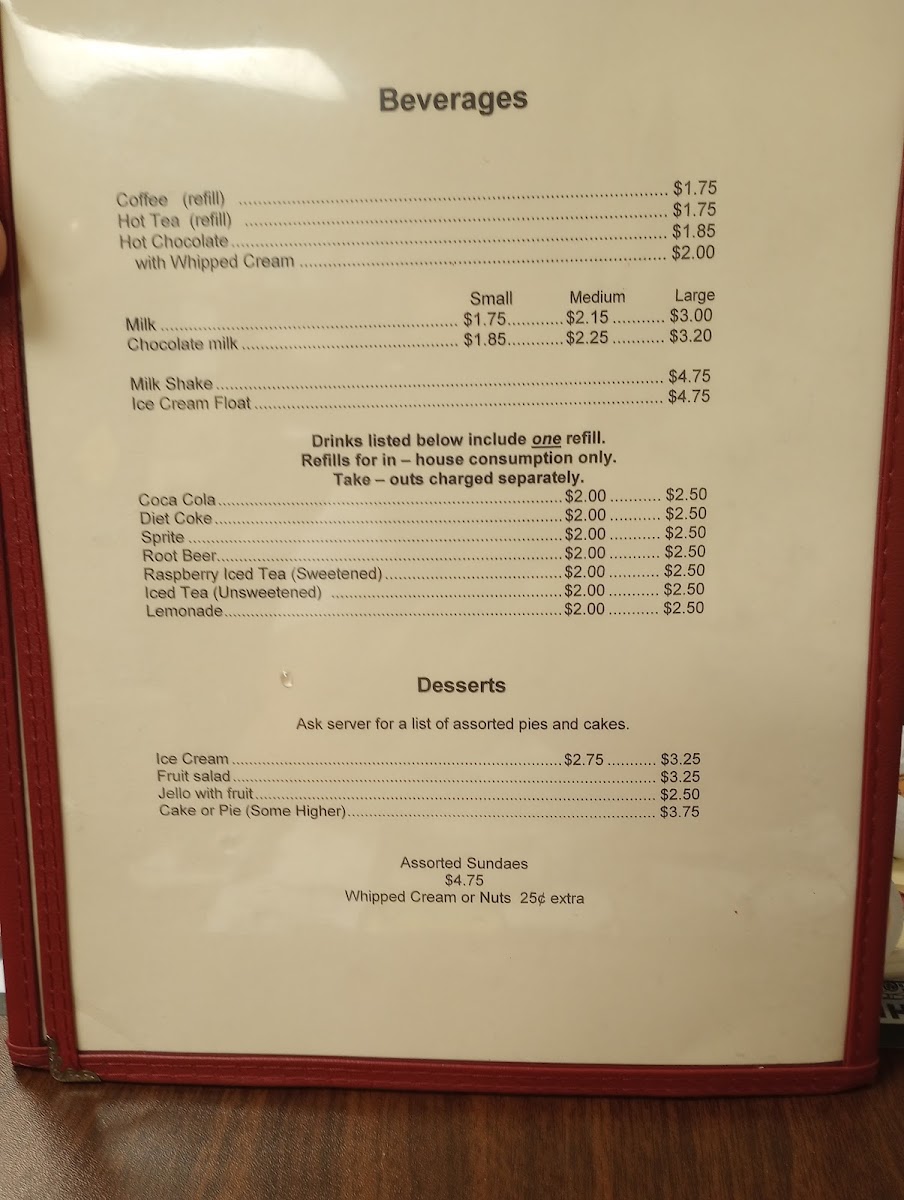 Beverages
Coffee (refill) ........ $1.75
Hot Tea (refill) ........ $1.75
Hot Chocolate ........ $1.85
with Whipped Cream ........ $2.00
Small Medium Large
Milk ........ $1.75 ........ $2.15 ........ $3.00
Chocolate milk ........ $1.85 ........ $2.25 ........ $3.20
Milk Shake ........ $4.75
Ice Cream Float ........ $4.75
Drinks listed below include one refill.
Refills for in – house consumption only.
Take – outs charged separately.
Coca Cola ........ $2.00 ........ $2.50
Diet Coke ........ $2.00 ........ $2.50
Sprite ........ $2.00 ........ $2.50
Root Beer ........ $2.00 ........ $2.50
Raspberry Iced Tea (Sweetened) ........ $2.00 ........ $2.50
Iced Tea (Unsweetened) ........ $2.00 ........ $2.50
Lemonade ........ $2.00 ........ $2.50
Desserts
Ask server for a list of assorted pies and cakes.
Ice Cream ........ $2.75 ........ $3.25
Fruit salad ........ $3.25
Jello with fruit ........ $2.50
Cake or Pie (Some Higher) ........ $3.75
Assorted Sundaes
$4.75
Whipped Cream or Nuts 25¢ extra